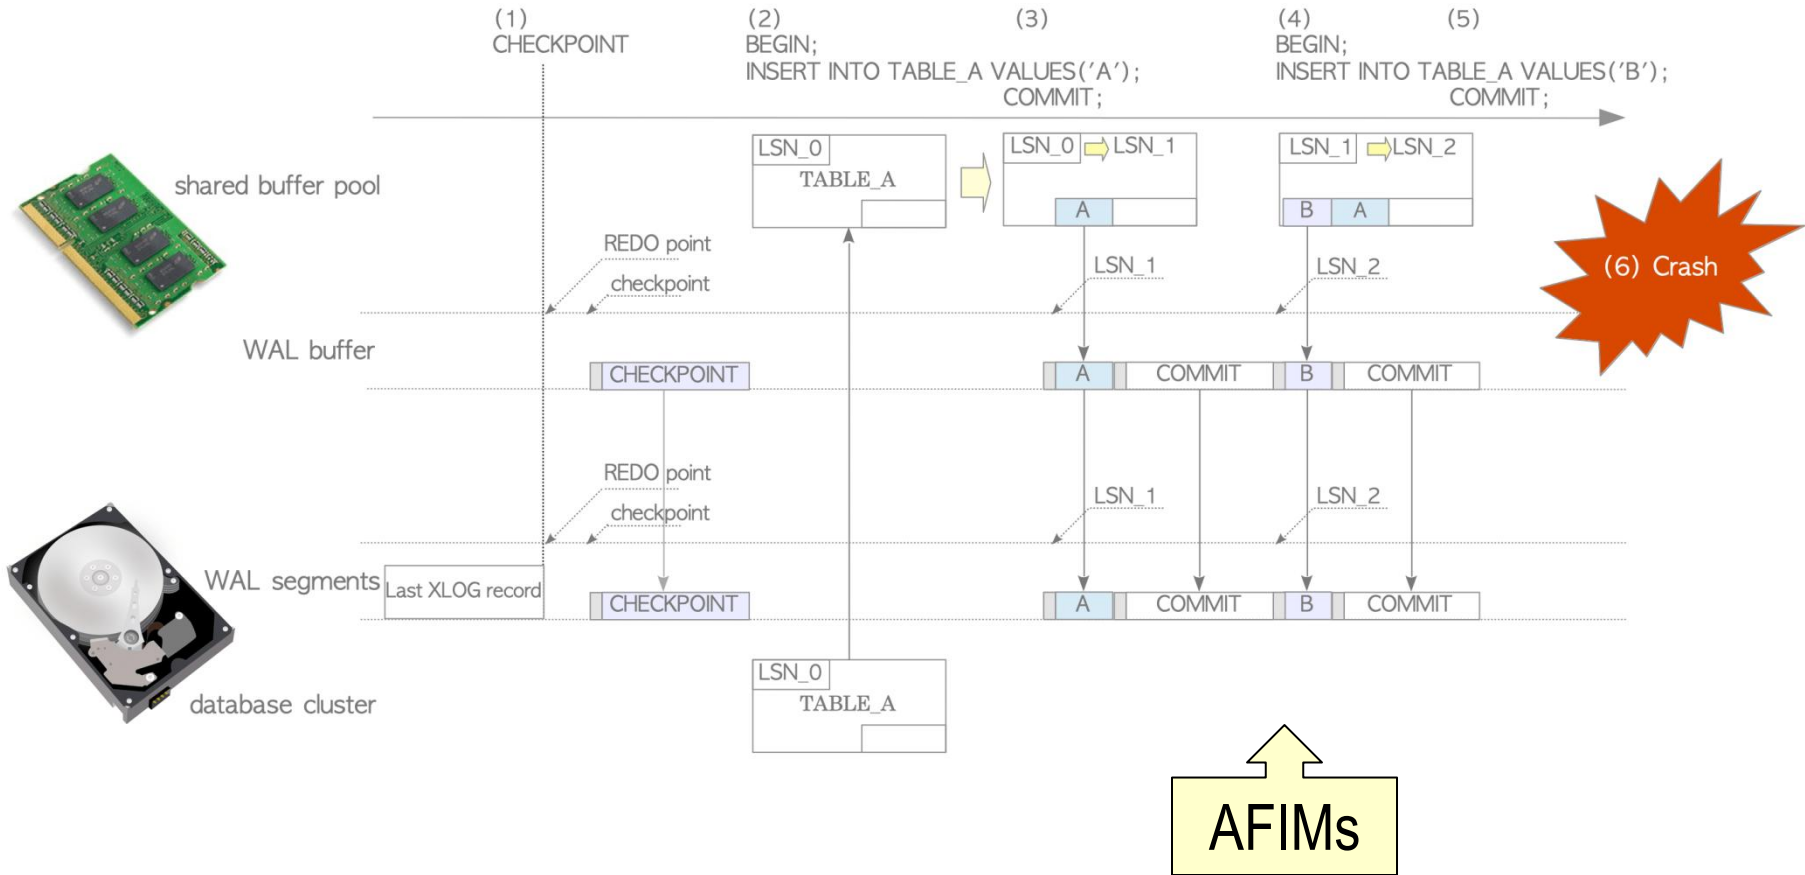 (1)
CHECKPOINT
(2)
BEGIN;
INSERT INTO TABLE_A VALUES('A');
(3)
COMMIT;
(4)
BEGIN;
INSERT INTO TABLE_A VALUES('B');
(5)
COMMIT;
shared buffer pool
LSN_0
TABLE_A
LSN_0 LSN_1
A
LSN_1 LSN_2
B A
(6) Crash
REDO point
checkpoint
LSN_1
LSN_2
WAL buffer
CHECKPOINT
A COMMIT B COMMIT
REDO point
checkpoint
LSN_1
LSN_2
WAL segments
Last XLOG record
CHECKPOINT
A COMMIT B COMMIT
LSN_0
TABLE_A
database cluster
AFIMs